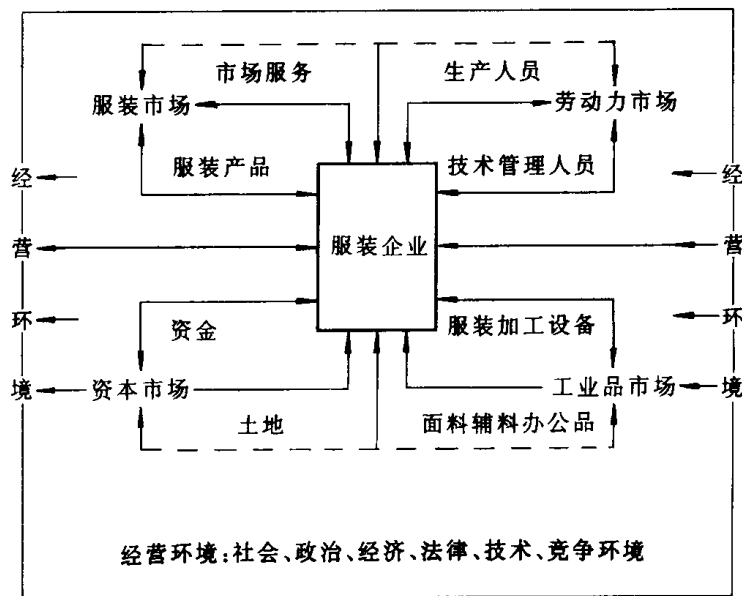 市场服务
生产人员
服装市场
劳动力市场
服装产品
技术管理人员
经
营
环
境
服装企业
经
营
环
境
资金
服装加工设备
资本市场
工业品市场
土地
面料辅料办公品
经营环境:社会、政治、经济、法律、技术、竞争环境